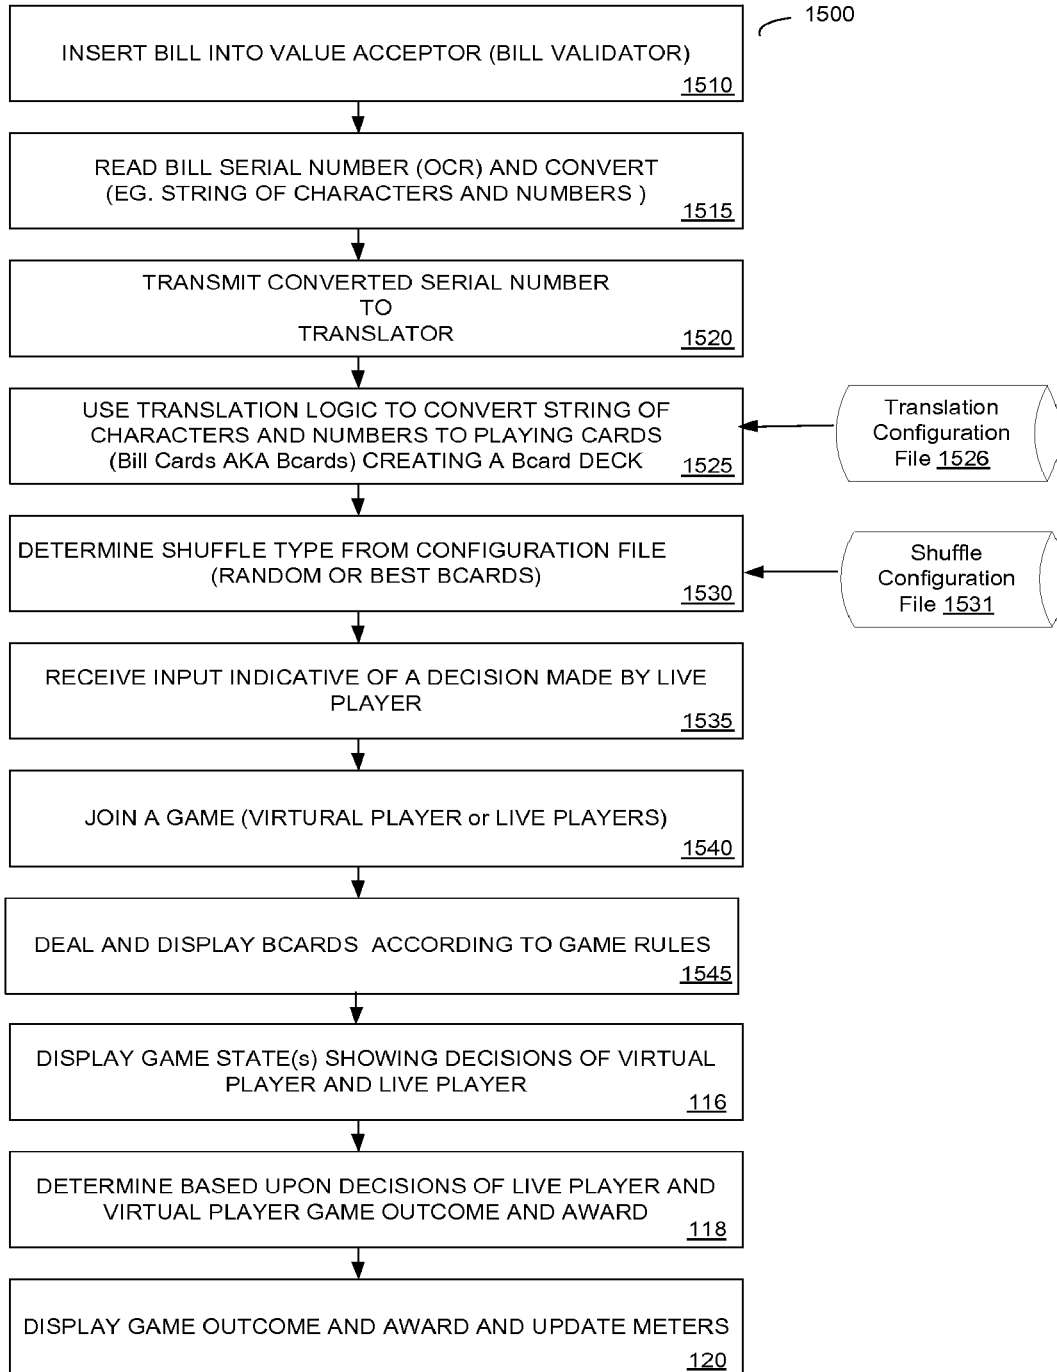 1500
INSERT BILL INTO VALUE ACCEPTOR (BILL VALIDATOR)
1510
READ BILL SERIAL NUMBER (OCR) AND CONVERT
(EG. STRING OF CHARACTERS AND NUMBERS )
1515
TRANSMIT CONVERTED SERIAL NUMBER
TO
TRANSLATOR
1520
USE TRANSLATION LOGIC TO CONVERT STRING OF
CHARACTERS AND NUMBERS TO PLAYING CARDS
(Bill Cards AKA Bcards) CREATING A Bcard DECK
1525
Translation
Configuration
File 1526
DETERMINE SHUFFLE TYPE FROM CONFIGURATION FILE
(RANDOM OR BEST BCARDS)
1530
Shuffle
Configuration
File 1531
RECEIVE INPUT INDICATIVE OF A DECISION MADE BY LIVE
PLAYER
1535
JOIN A GAME (VIRTURAL PLAYER or LIVE PLAYERS)
1540
DEAL AND DISPLAY BCARDS ACCORDING TO GAME RULES
1545
DISPLAY GAME STATE(s) SHOWING DECISIONS OF VIRTUAL
PLAYER AND LIVE PLAYER
116
DETERMINE BASED UPON DECISIONS OF LIVE PLAYER AND
VIRTUAL PLAYER GAME OUTCOME AND AWARD
118
DISPLAY GAME OUTCOME AND AWARD AND UPDATE METERS
120